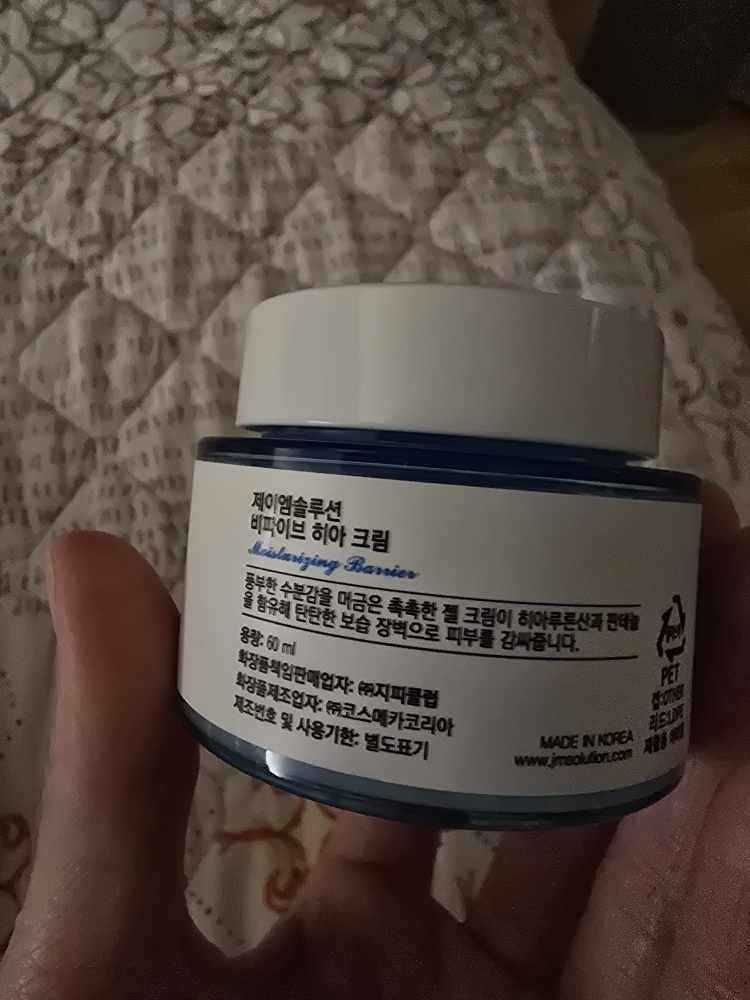 제이엠솔루션
비파이브 히아 크림
Moisturizing Barrier
풍부한 수분감을 머금은 촉촉한 젤 크림이 히아루론산과 판테놀
을 함유해 탄탄한 보습 장벽으로 피부를 감싸줍니다.
용량: 60 ml
화장품책임판매업자: ㈜지피클럽
화장품제조업자: ㈜코스메카코리아
제조번호 및 사용기한: 별도표기
MADE IN KOREA
www.jmsolution.com
PET
캡:OTHER
리드:LDPE